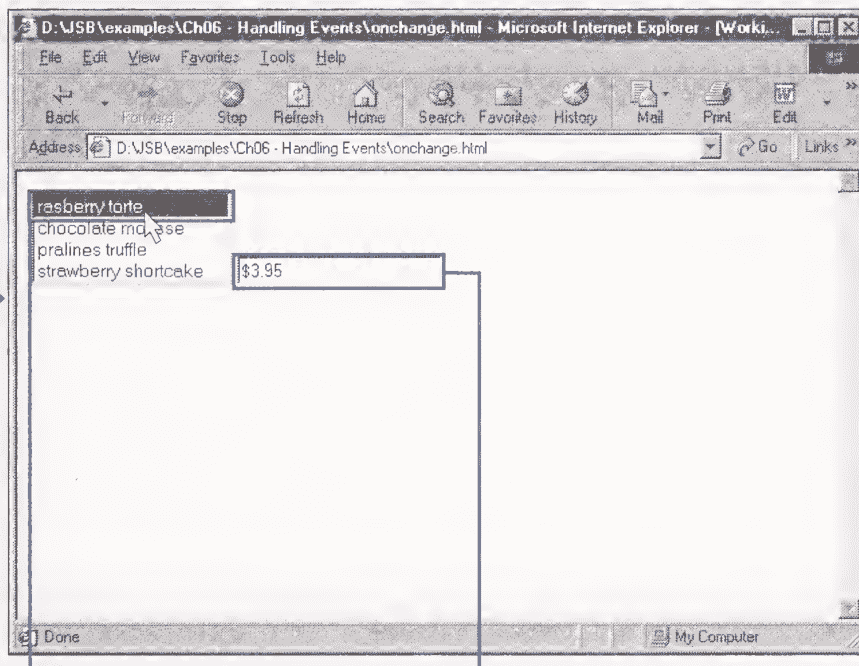 D:\JSB\examples\Ch06 - Handling Events\onchange.html - Microsoft Internet Explorer - [Worki...
File Edit View Favorites Tools Help
Back Forward Stop Refresh Home Search Favorites History Mail Print Edit »
Address D:\JSB\examples\Ch06 - Handling Events\onchange.html Go Links »
rasberry torte
chocolate mousse
pralines truffle
strawberry shortcake $3.95
Done My Computer